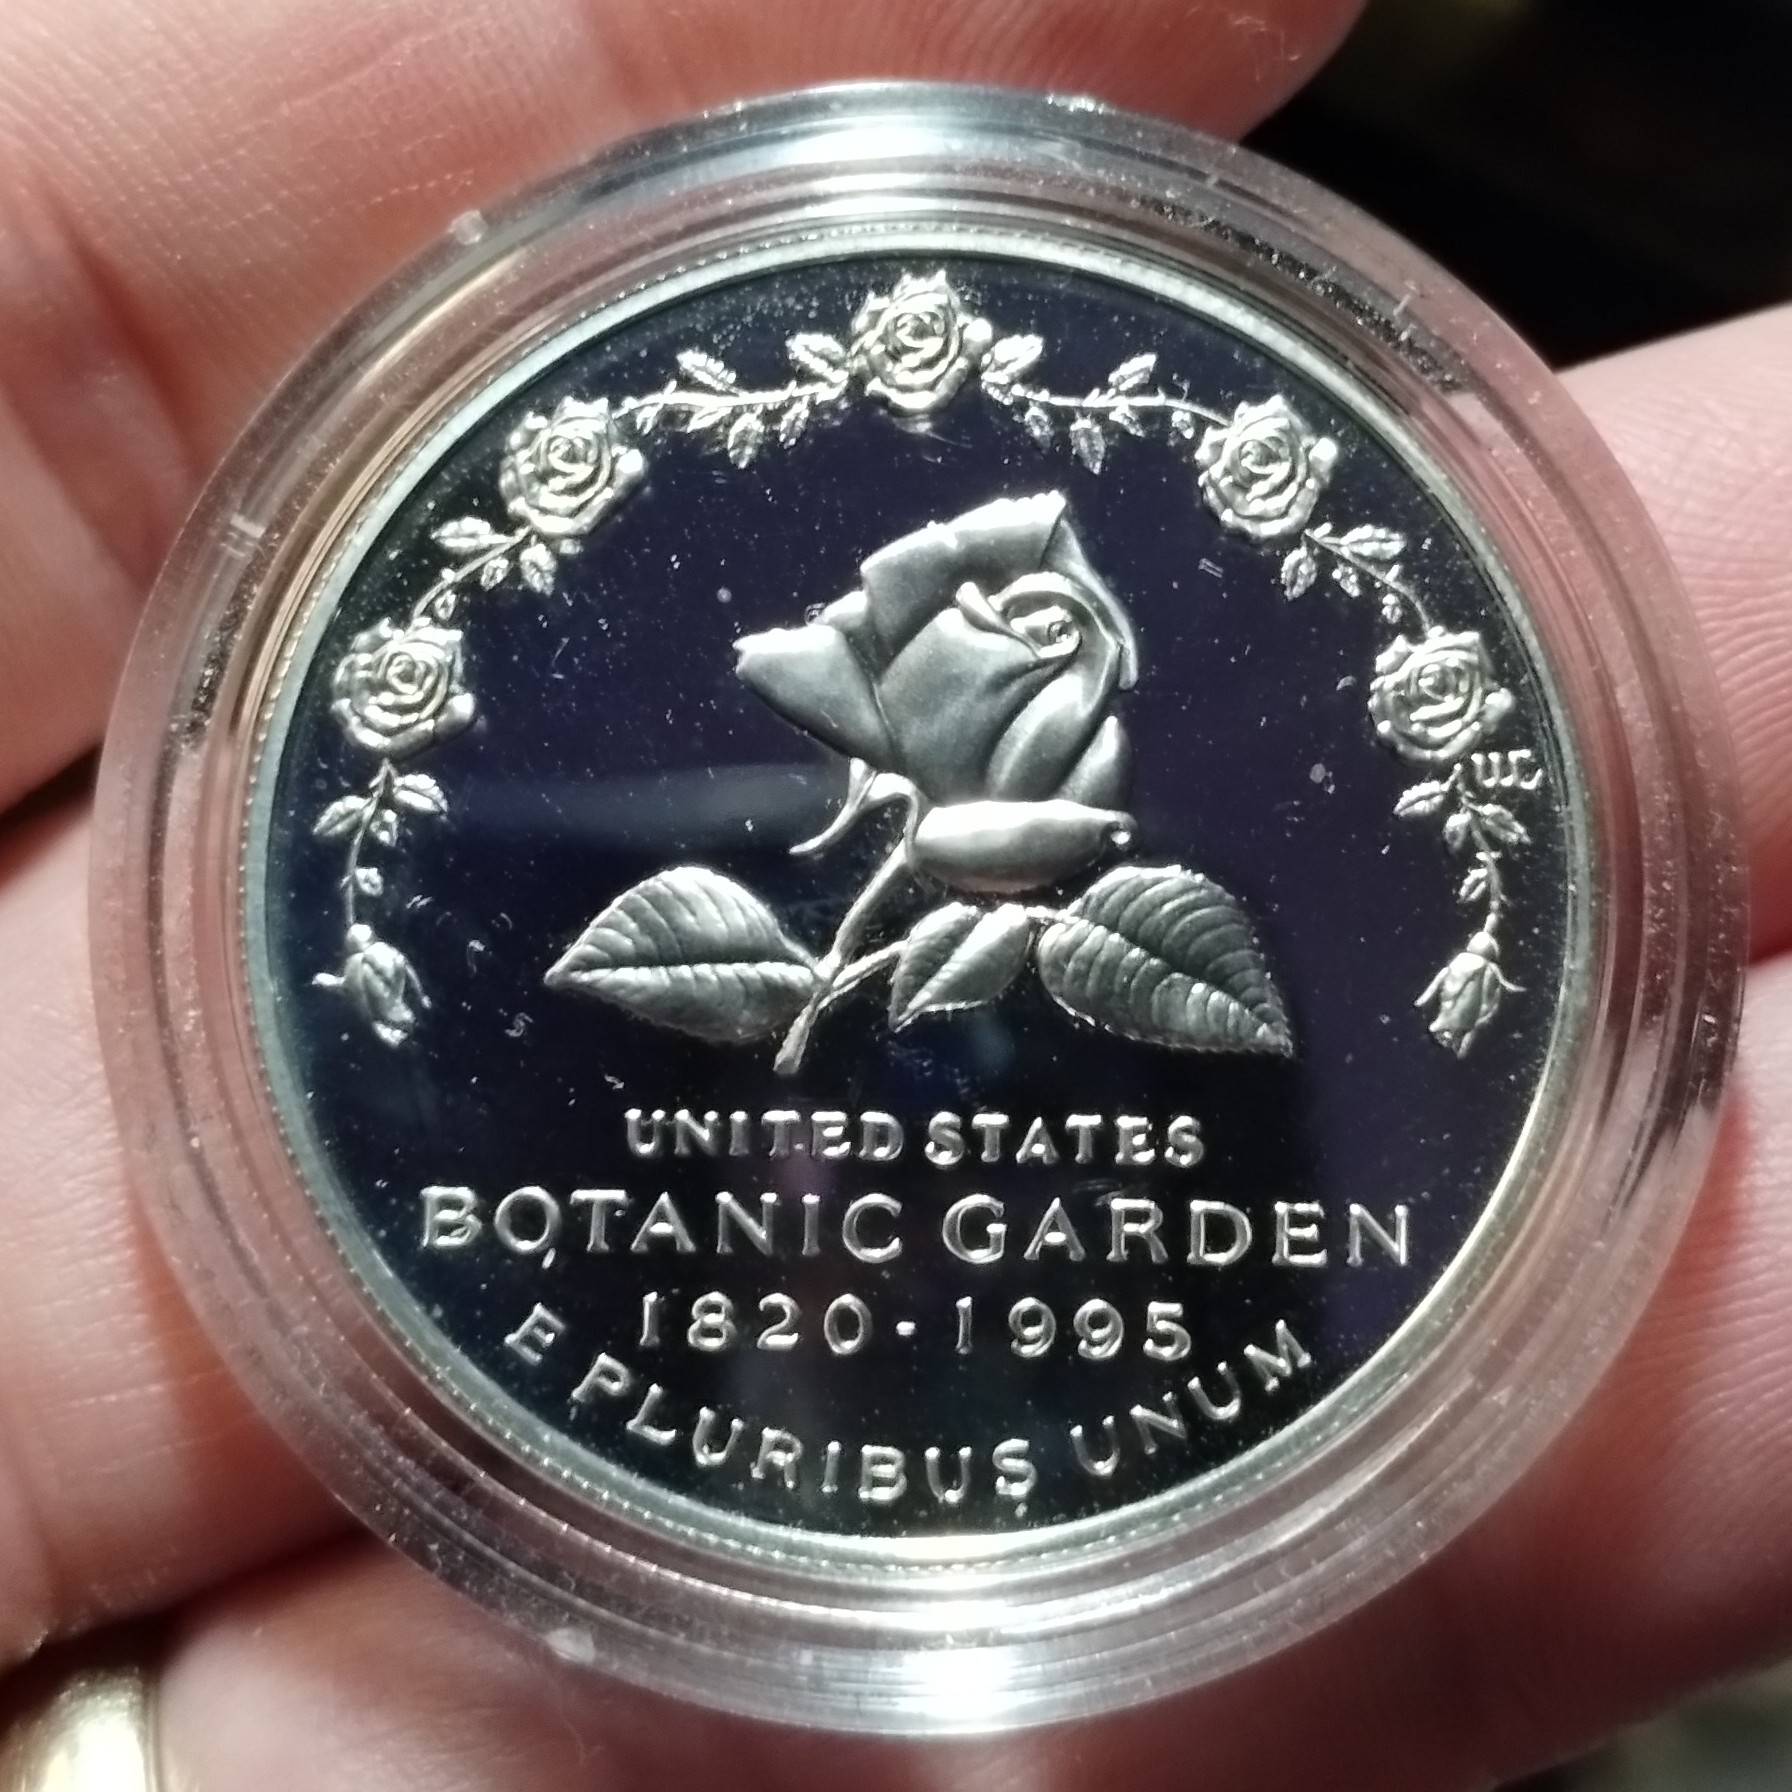 UNITED STATES
BOTANIC GARDEN
1820-1995
E PLURIBUS UNUM